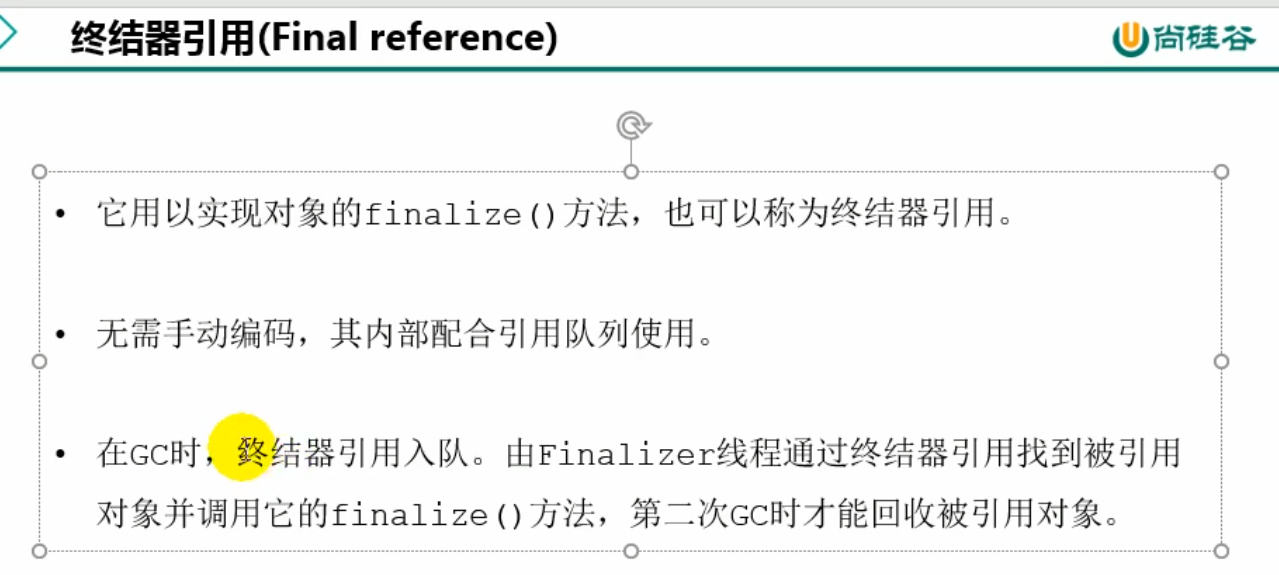 终结器引用(Final reference)
尚硅谷
• 它用以实现对象的finalize()方法，也可以称为终结器引用。
• 无需手动编码，其内部配合引用队列使用。
• 在GC时，终结器引用入队。由Finalizer线程通过终结器引用找到被引用
对象并调用它的finalize()方法，第二次GC时才能回收被引用对象。